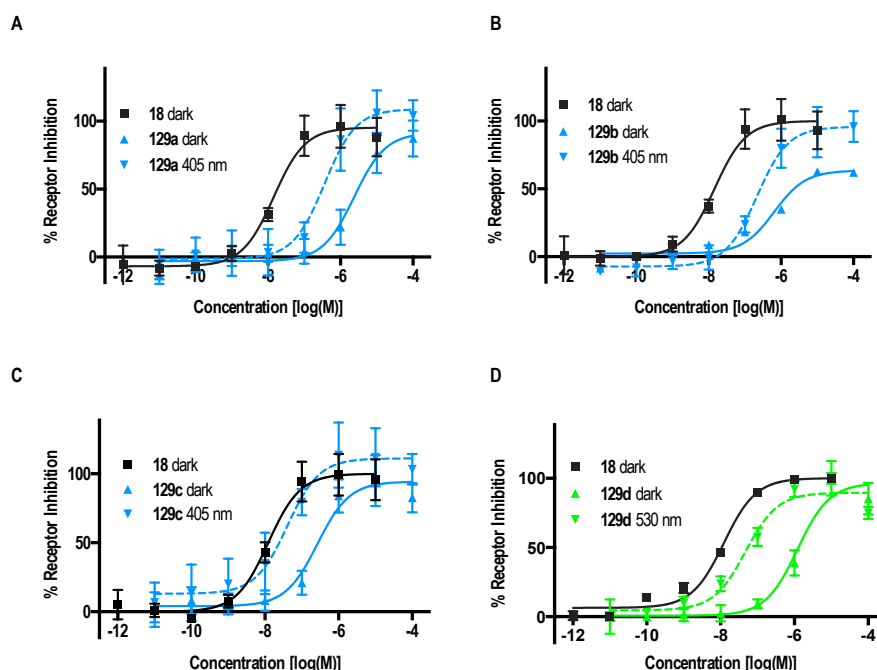 A
% Receptor Inhibition
100
50
0
18 dark
129a dark
129a 405 nm
-12
-10
-8
-6
-4
Concentration [log(M)]
B
% Receptor Inhibition
100
50
0
18 dark
129b dark
129b 405 nm
-12
-10
-8
-6
-4
Concentration [log(M)]
C
% Receptor Inhibition
100
50
0
18 dark
129c dark
129c 405 nm
-12
-10
-8
-6
-4
Concentration [log(M)]
D
% Receptor Inhibition
100
50
0
18 dark
129d dark
129d 530 nm
-12
-10
-8
-6
-4
Concentration [log(M)]